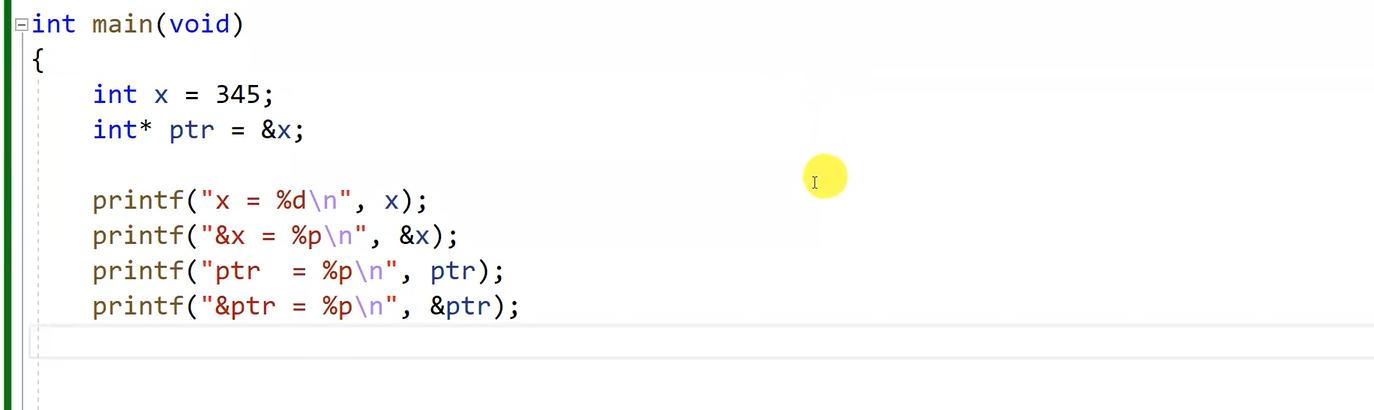 int main(void)
{
    int x = 345;
    int* ptr = &x;
    printf("x = %d\n", x);
    printf("&x = %p\n", &x);
    printf("ptr  = %p\n", ptr);
    printf("&ptr = %p\n", &ptr);